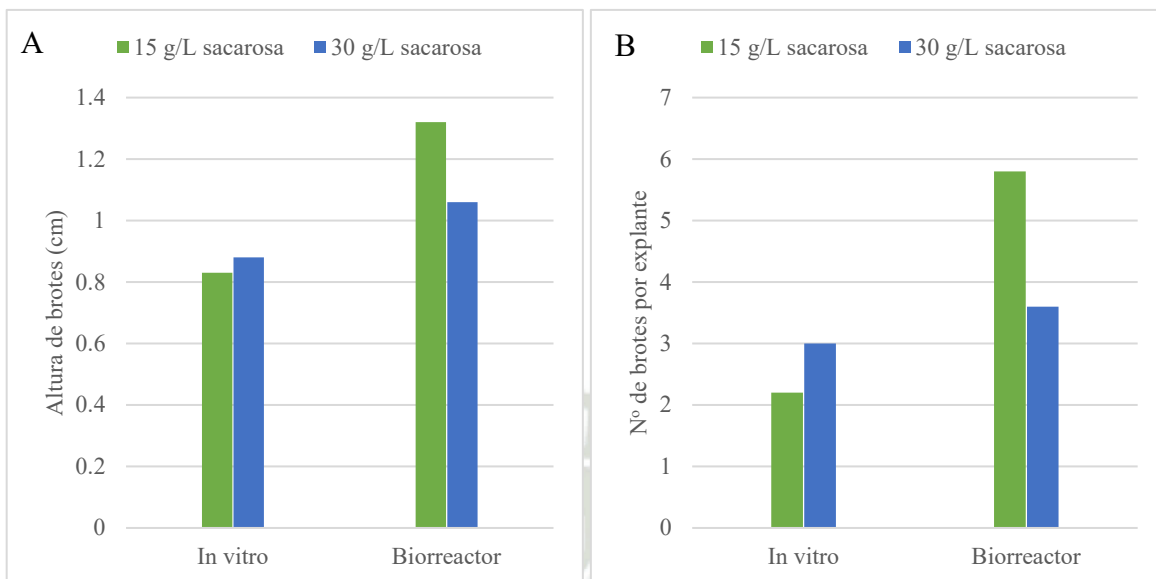 A
15 g/L sacarosa
30 g/L sacarosa
Altura de brotes (cm)
1.4
1.2
1
0.8
0.6
0.4
0.2
0
In vitro
Biorreactor
B
15 g/L sacarosa
30 g/L sacarosa
Nº de brotes por explante
7
6
5
4
3
2
1
0
In vitro
Biorreactor